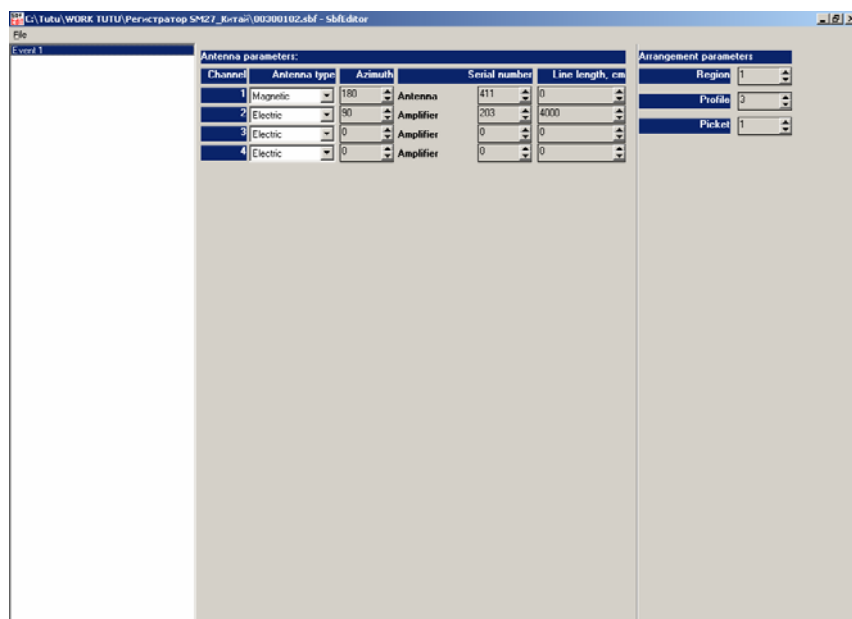 C:\Tutu\WORK TUTU\Регистратор SM27_Китай\00300102.sbf - SbfEditor
File
Event 1
Antenna parameters:
Channel Antenna type Azimuth Serial number Line length, cm
1 Magnetic 180 Antenna 411 0
2 Electric 90 Amplifier 203 4000
3 Electric 0 Amplifier 0 0
4 Electric 0 Amplifier 0 0
Arrangement parameters
Region 1
Profile 3
Picket 1